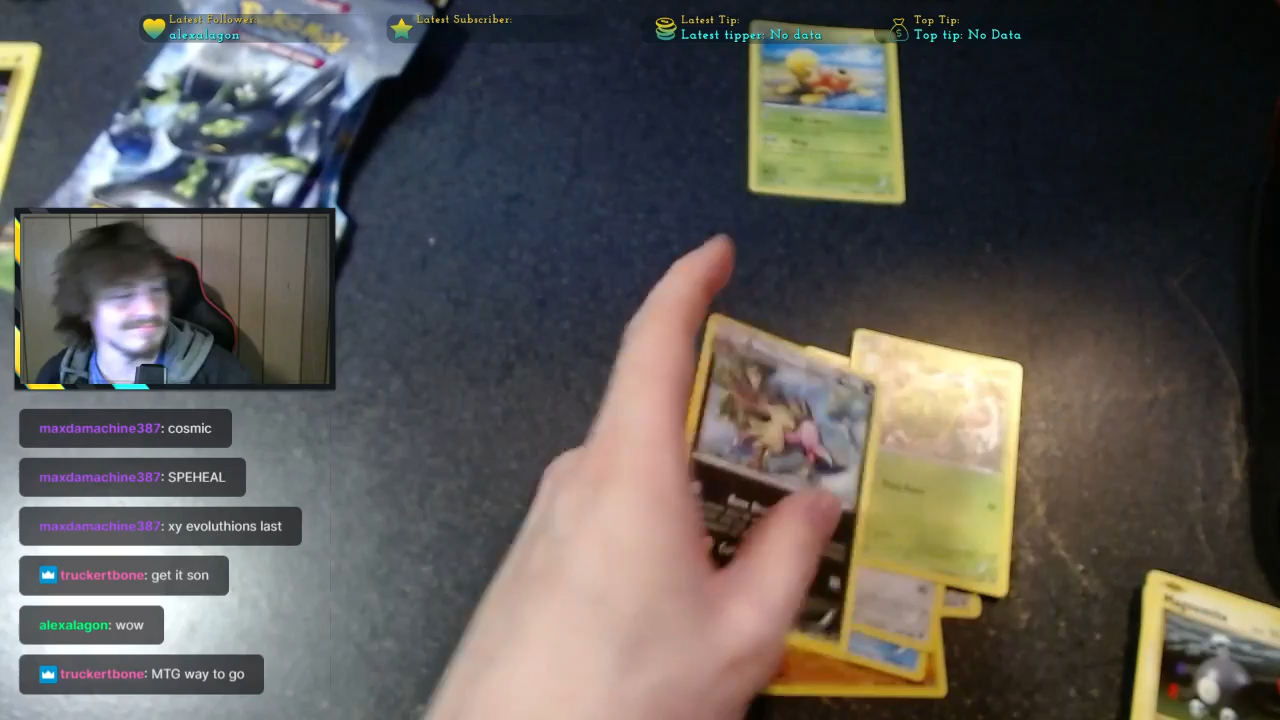 Latest Follower:
alexalagon
Latest Subscriber:
Latest Tip:
Latest tipper: No data
Top Tip:
Top tip: No Data
maxdamachine387: cosmic
maxdamachine387: SPEHEAL
maxdamachine387: xy evoluthions last
truckertbone: get it son
alexalagon: wow
truckertbone: MTG way to go